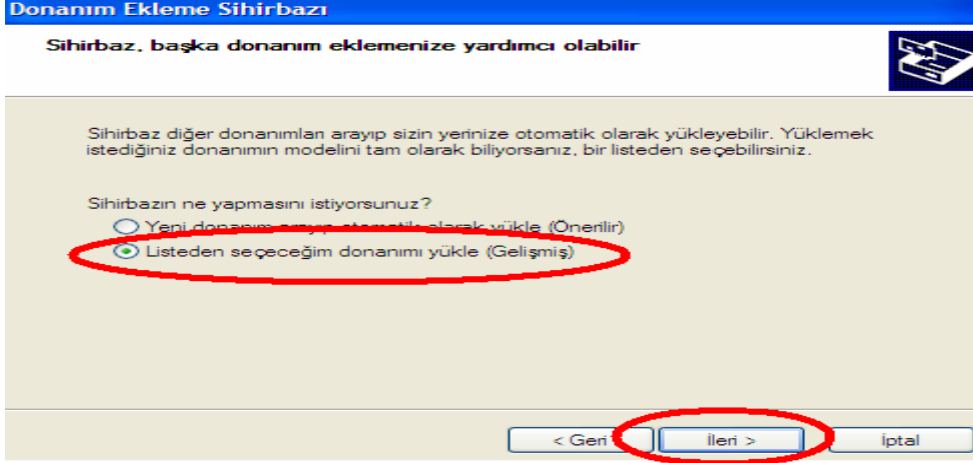 Donanım Ekleme Sihirbazı
Sihirbaz, başka donanım eklemenize yardımcı olabilir
Sihirbaz diğer donanımları arayıp sizin yerinize otomatik olarak yükleyebilir. Yüklemek
istediğiniz donanımın modelini tam olarak biliyorsanız, bir listeden seçebilirsiniz.
Sihirbazın ne yapmasını istiyorsunuz?
Yeni donanım arayıp otomatik olarak yükle (Önerilir)
Listeden seçeceğim donanımı yükle (Gelişmiş)
< Geri İleri > İptal